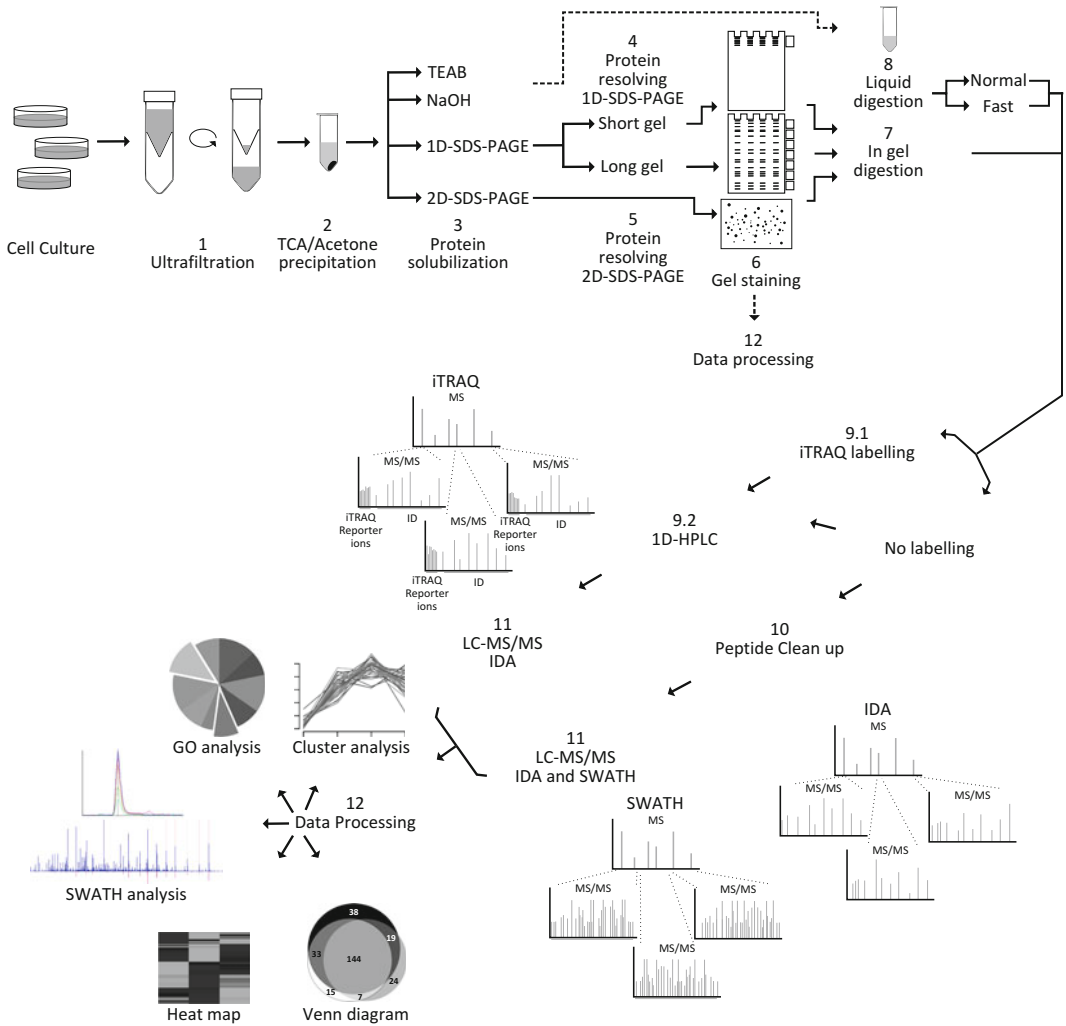 Cell Culture
1
Ultrafiltration
2
TCA/Acetone
precipitation
TEAB
NaOH
1D-SDS-PAGE
2D-SDS-PAGE
3
Protein
solubilization
4
Protein
resolving
1D-SDS-PAGE
Short gel
Long gel
5
Protein
resolving
2D-SDS-PAGE
6
Gel staining
12
Data processing
8
Liquid
digestion
Normal
Fast
7
In gel
digestion
9.1
iTRAQ labelling
No labelling
9.2
1D-HPLC
10
Peptide Clean up
iTRAQ
MS
MS/MS
iTRAQ
Reporter
ions
ID
MS/MS
iTRAQ
Reporter
ions
ID
MS/MS
iTRAQ
Reporter
ions
ID
11
LC-MS/MS
IDA
11
LC-MS/MS
IDA and SWATH
IDA
MS
MS/MS
MS/MS
MS/MS
SWATH
MS
MS/MS
MS/MS
MS/MS
GO analysis
Cluster analysis
12
Data Processing
SWATH analysis
Heat map
38
19
33
144
24
15
7
Venn diagram